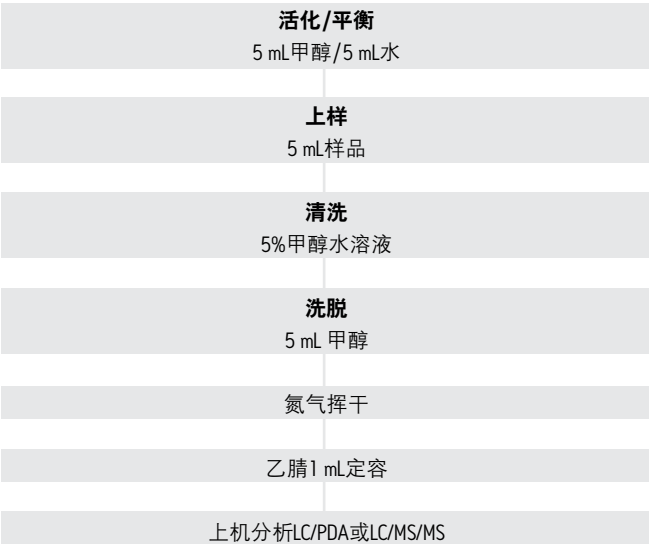 活化/平衡
5 mL甲醇/5 mL水
上样
5 mL样品
清洗
5%甲醇水溶液
洗脱
5 mL 甲醇
氮气挥干
乙腈1 mL定容
上机分析LC/PDA或LC/MS/MS